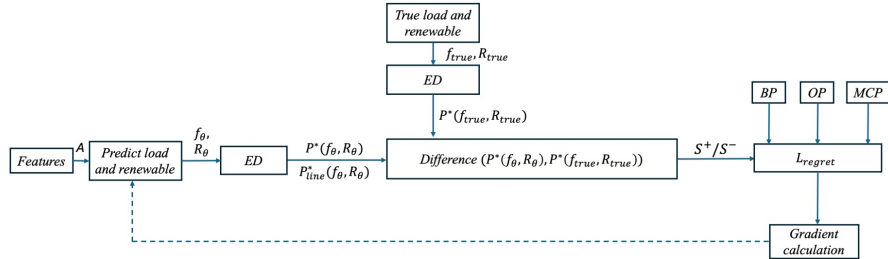 True load and
renewable
f_true, R_true
ED
P*(f_true, R_true)
BP
OP
MCP
Features
A
Predict load
and renewable
f_θ,
R_θ
ED
P*(f_θ, R_θ)
P*_line(f_θ, R_θ)
Difference (P*(f_θ, R_θ), P*(f_true, R_true))
S⁺/S⁻
L_regret
Gradient
calculation